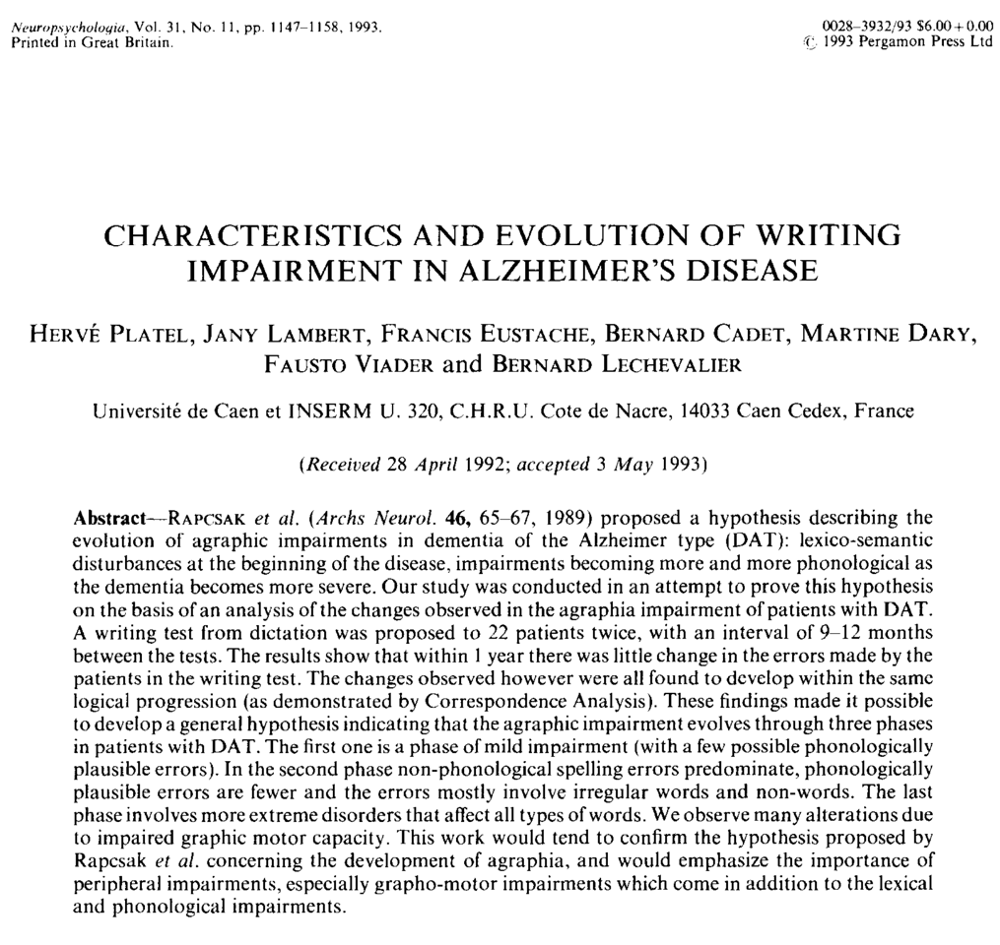 Neuropsychologia, Vol. 31, No. 11, pp. 1147–1158, 1993.
Printed in Great Britain.
0028–3932/93 $6.00+0.00
© 1993 Pergamon Press Ltd
CHARACTERISTICS AND EVOLUTION OF WRITING
IMPAIRMENT IN ALZHEIMER'S DISEASE
HERVÉ PLATEL, JANY LAMBERT, FRANCIS EUSTACHE, BERNARD CADET, MARTINE DARY,
FAUSTO VIADER and BERNARD LECHEVALIER
Université de Caen et INSERM U. 320, C.H.R.U. Cote de Nacre, 14033 Caen Cedex, France
(Received 28 April 1992; accepted 3 May 1993)
Abstract—RAPCSAK et al. (Archs Neurol. 46, 65–67, 1989) proposed a hypothesis describing the
evolution of agraphic impairments in dementia of the Alzheimer type (DAT): lexico-semantic
disturbances at the beginning of the disease, impairments becoming more and more phonological as
the dementia becomes more severe. Our study was conducted in an attempt to prove this hypothesis
on the basis of an analysis of the changes observed in the agraphia impairment of patients with DAT.
A writing test from dictation was proposed to 22 patients twice, with an interval of 9–12 months
between the tests. The results show that within 1 year there was little change in the errors made by the
patients in the writing test. The changes observed however were all found to develop within the same
logical progression (as demonstrated by Correspondence Analysis). These findings made it possible
to develop a general hypothesis indicating that the agraphic impairment evolves through three phases
in patients with DAT. The first one is a phase of mild impairment (with a few possible phonologically
plausible errors). In the second phase non-phonological spelling errors predominate, phonologically
plausible errors are fewer and the errors mostly involve irregular words and non-words. The last
phase involves more extreme disorders that affect all types of words. We observe many alterations due
to impaired graphic motor capacity. This work would tend to confirm the hypothesis proposed by
Rapcsak et al. concerning the development of agraphia, and would emphasize the importance of
peripheral impairments, especially grapho-motor impairments which come in addition to the lexical
and phonological impairments.